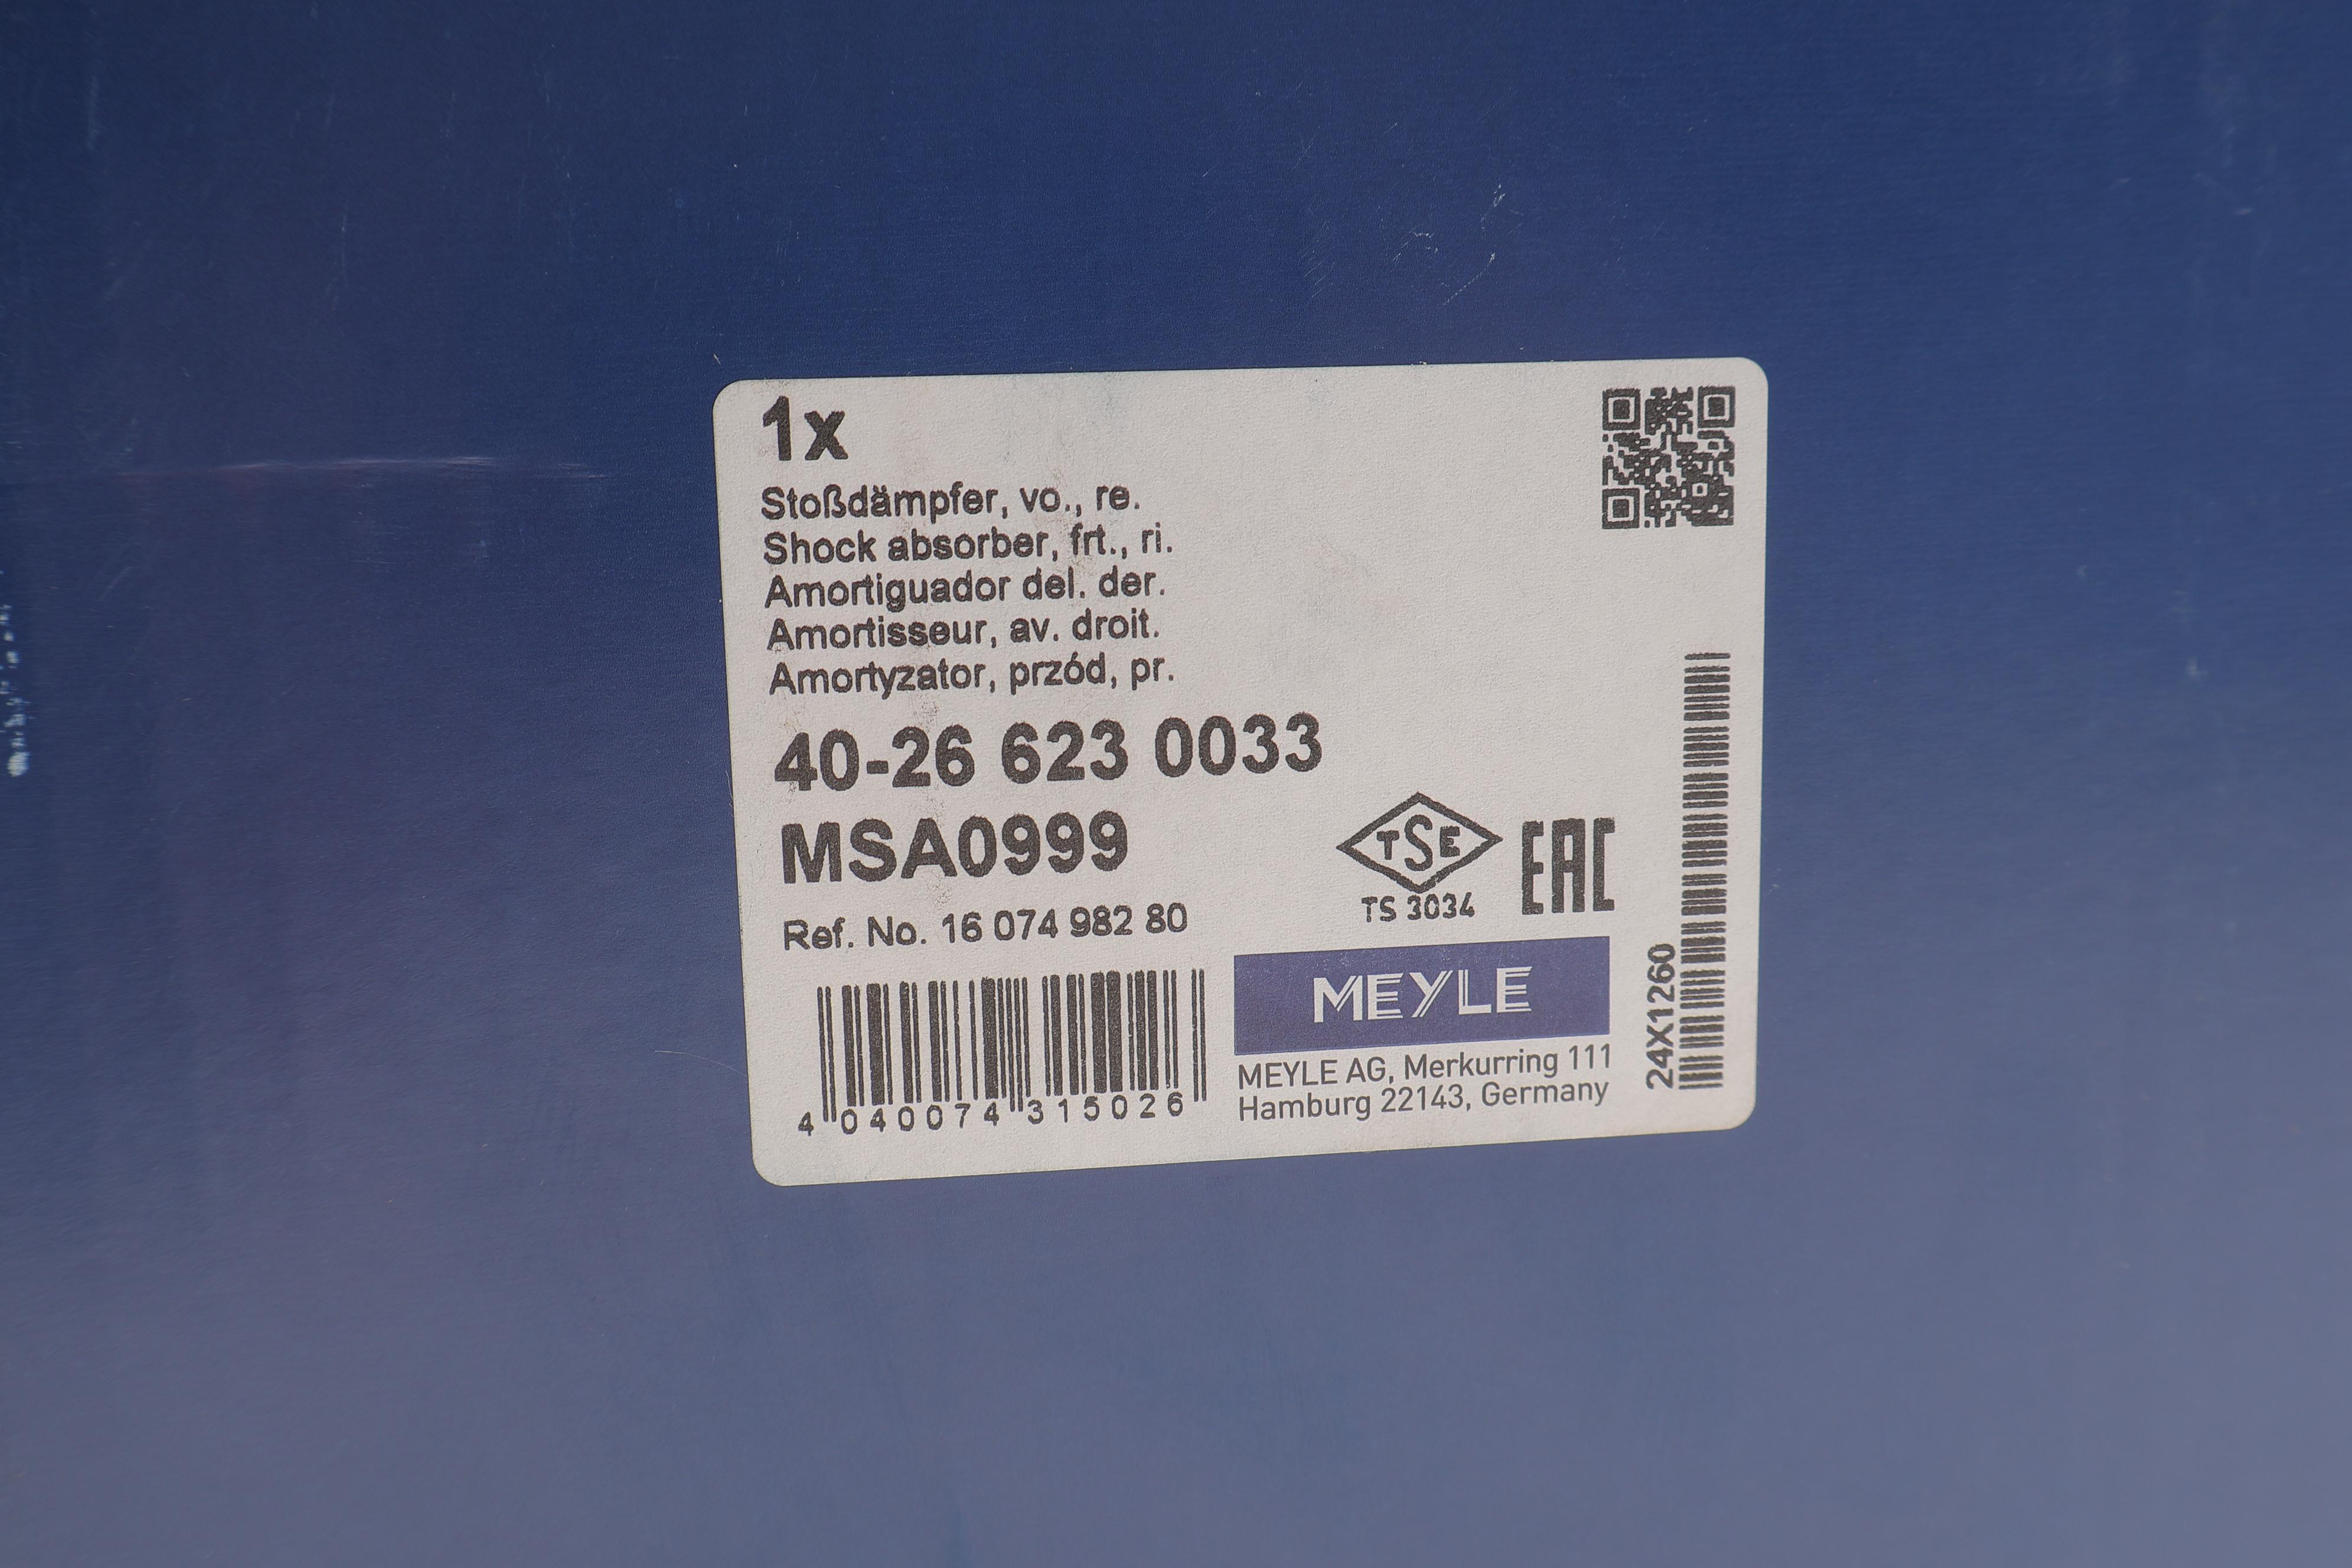 1x
Stoßdämpfer, vo., re.
Shock absorber, frt., ri.
Amortiguador del. der.
Amortisseur, av. droit.
Amortyzator, przód, pr.
40-26 623 0033
MSA0999
Ref. No. 16 074 982 80
4 040074 315026
TSE
TS 3034
EAC
MEYLE
MEYLE AG, Merkurring 111
Hamburg 22143, Germany
24X1260